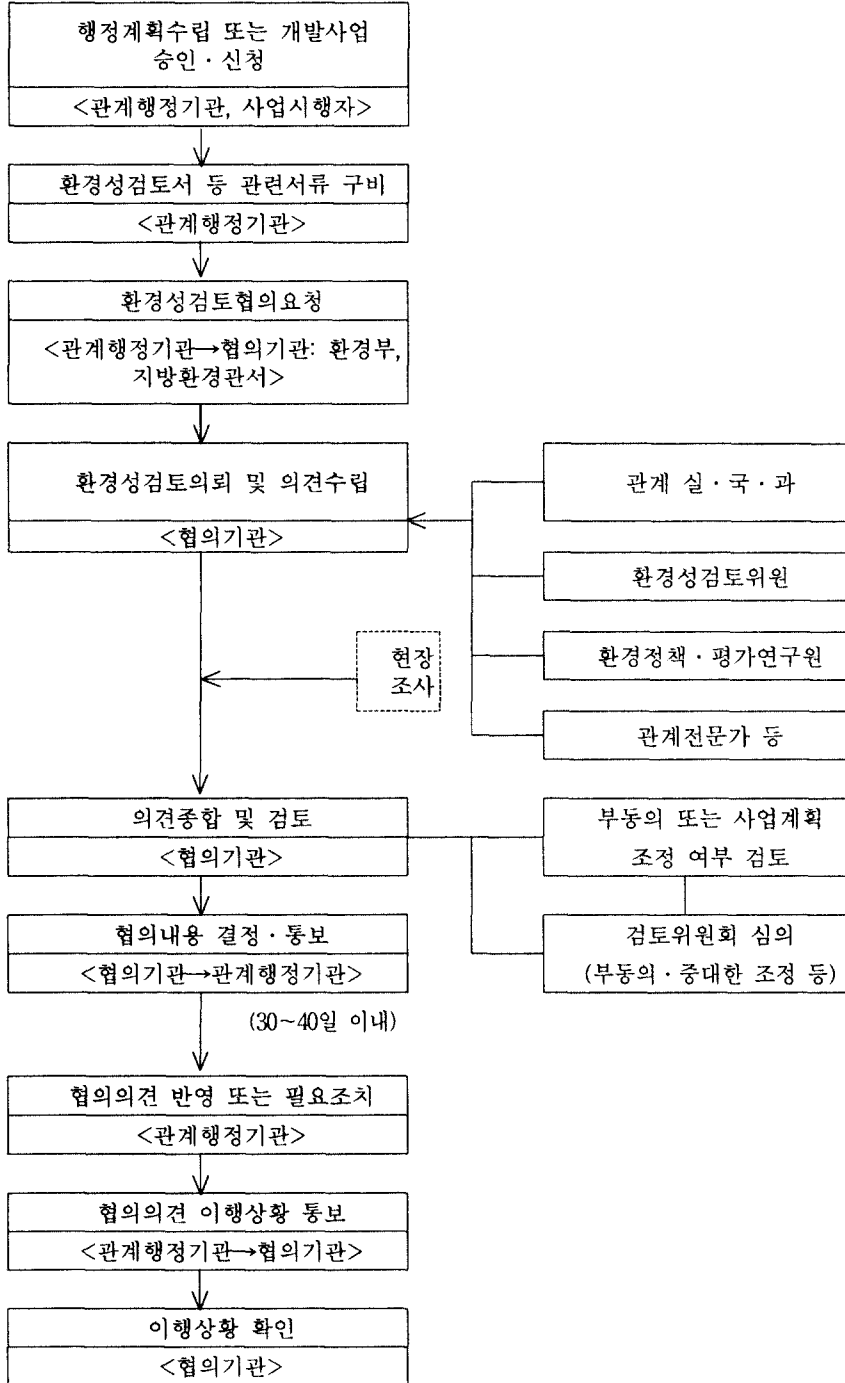 행정계획수립 또는 개발사업
승인 · 신청
<관계행정기관, 사업시행자>
환경성검토서 등 관련서류 구비
<관계행정기관>
환경성검토협의요청
<관계행정기관→협의기관: 환경부,
지방환경관서>
환경성검토의뢰 및 의견수립
<협의기관>
관계 실 · 국 · 과
환경성검토위원
환경정책 · 평가연구원
관계전문가 등
현장
조사
의견종합 및 검토
<협의기관>
부동의 또는 사업계획
조정 여부 검토
검토위원회 심의
(부동의 · 중대한 조정 등)
협의내용 결정 · 통보
<협의기관→관계행정기관>
(30~40일 이내)
협의의견 반영 또는 필요조치
<관계행정기관>
협의의견 이행상황 통보
<관계행정기관→협의기관>
이행상황 확인
<협의기관>